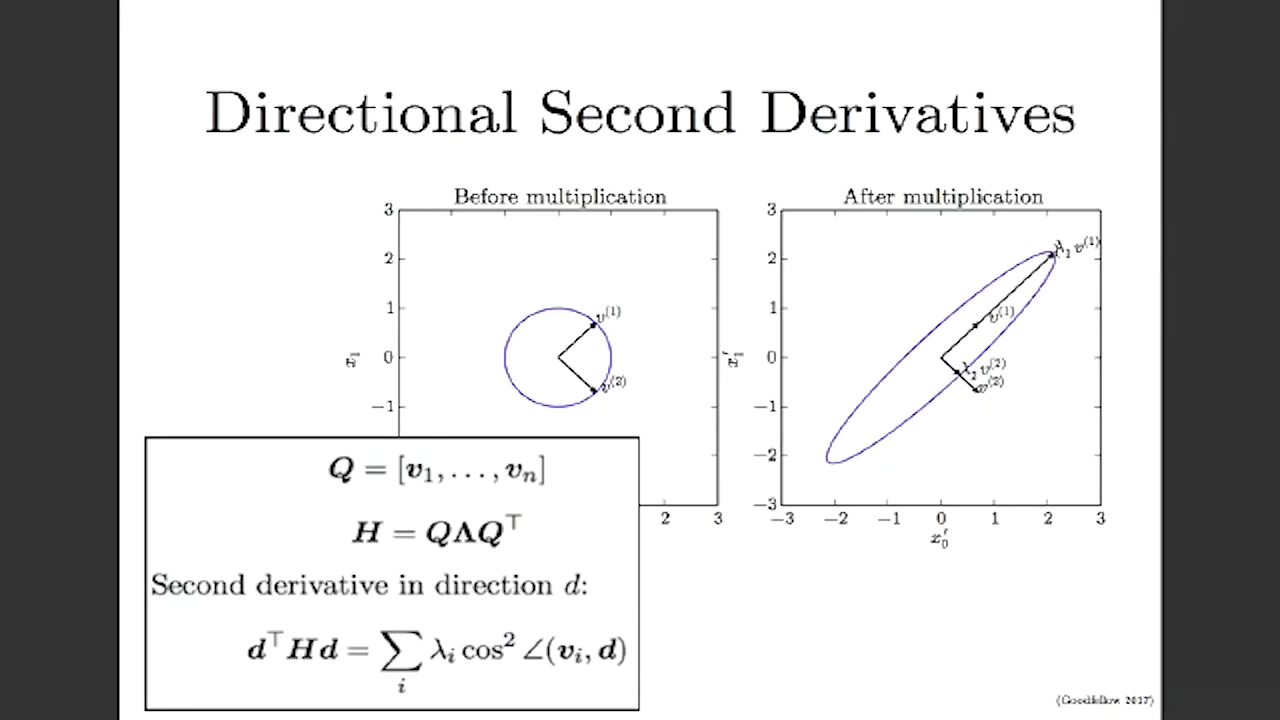 Directional Second Derivatives
Before multiplication
3
2
1
0
−1
x₁
v⁽¹⁾
v⁽²⁾
2 3
After multiplication
3
2
1
0
−1
−2
−3
x₁′
λ₁ v⁽¹⁾
v⁽¹⁾
λ₂ v⁽²⁾
v⁽²⁾
−3 −2 −1 0 1 2 3
x₀′
Q = [v₁, . . . , vₙ]
H = QΛQ⊤
Second derivative in direction d:
d⊤Hd = ∑ᵢ λᵢ cos² ∠(vᵢ, d)
(Goodfellow 2017)